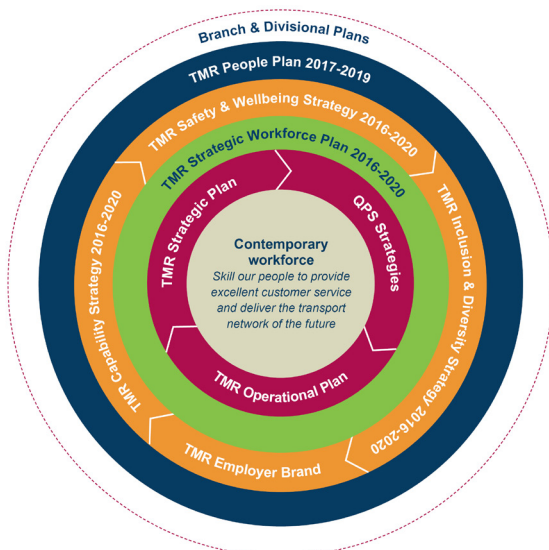 Branch & Divisional Plans
TMR People Plan 2017-2019
TMR Safety & Wellbeing Strategy 2016-2020
TMR Inclusion & Diversity Strategy 2016-2020
TMR Employer Brand
TMR Capability Strategy 2016-2020
TMR Strategic Workforce Plan 2016-2020
TMR Strategic Plan
QPS Strategies
TMR Operational Plan
Contemporary
workforce
Skill our people to provide
excellent customer service
and deliver the transport
network of the future